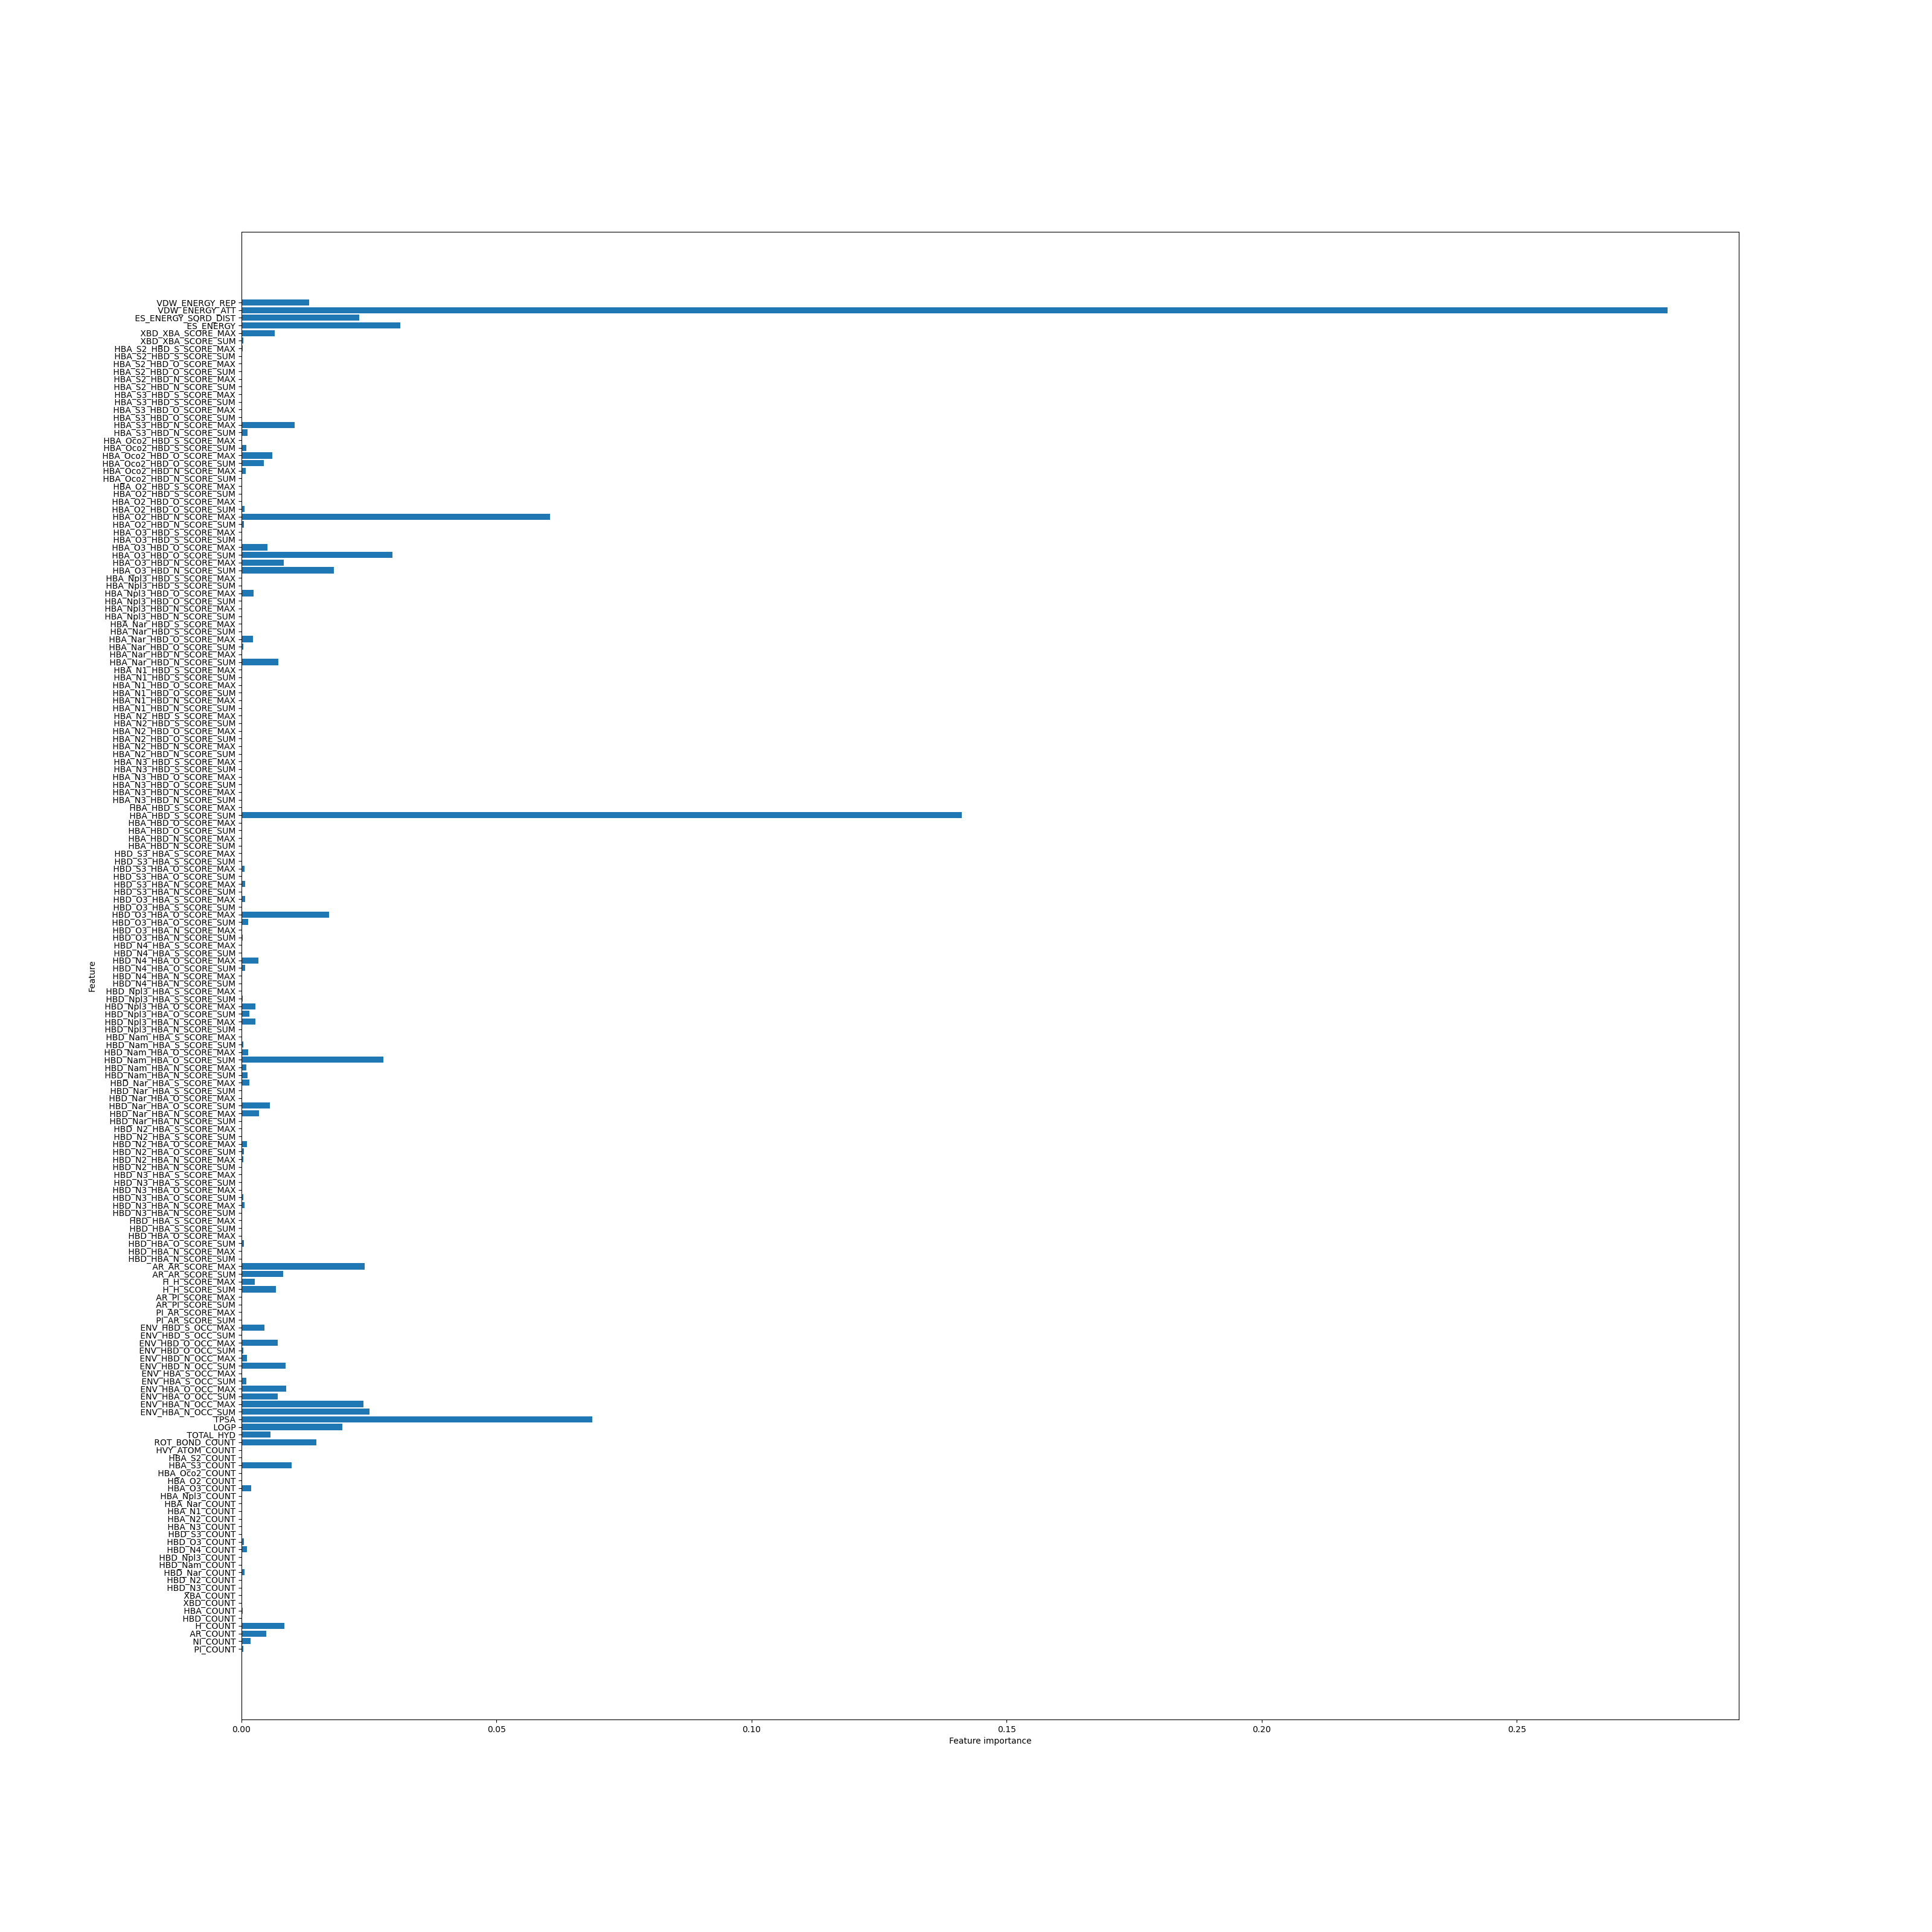 VDW_ENERGY_REP
VDW_ENERGY_ATT
ES_ENERGY_SQRD_DIST
ES_ENERGY
XBD_XBA_SCORE_MAX
XBD_XBA_SCORE_SUM
HBA_S2_HBD_S_SCORE_MAX
HBA_S2_HBD_S_SCORE_SUM
HBA_S2_HBD_O_SCORE_MAX
HBA_S2_HBD_O_SCORE_SUM
HBA_S2_HBD_N_SCORE_MAX
HBA_S2_HBD_N_SCORE_SUM
HBA_S3_HBD_S_SCORE_MAX
HBA_S3_HBD_S_SCORE_SUM
HBA_S3_HBD_O_SCORE_MAX
HBA_S3_HBD_O_SCORE_SUM
HBA_S3_HBD_N_SCORE_MAX
HBA_S3_HBD_N_SCORE_SUM
HBA_Oco2_HBD_S_SCORE_MAX
HBA_Oco2_HBD_S_SCORE_SUM
HBA_Oco2_HBD_O_SCORE_MAX
HBA_Oco2_HBD_O_SCORE_SUM
HBA_Oco2_HBD_N_SCORE_MAX
HBA_Oco2_HBD_N_SCORE_SUM
HBA_O2_HBD_S_SCORE_MAX
HBA_O2_HBD_S_SCORE_SUM
HBA_O2_HBD_O_SCORE_MAX
HBA_O2_HBD_O_SCORE_SUM
HBA_O2_HBD_N_SCORE_MAX
HBA_O2_HBD_N_SCORE_SUM
HBA_O3_HBD_S_SCORE_MAX
HBA_O3_HBD_S_SCORE_SUM
HBA_O3_HBD_O_SCORE_MAX
HBA_O3_HBD_O_SCORE_SUM
HBA_O3_HBD_N_SCORE_MAX
HBA_O3_HBD_N_SCORE_SUM
HBA_Npl3_HBD_S_SCORE_MAX
HBA_Npl3_HBD_S_SCORE_SUM
HBA_Npl3_HBD_O_SCORE_MAX
HBA_Npl3_HBD_O_SCORE_SUM
HBA_Npl3_HBD_N_SCORE_MAX
HBA_Npl3_HBD_N_SCORE_SUM
HBA_Nar_HBD_S_SCORE_MAX
HBA_Nar_HBD_S_SCORE_SUM
HBA_Nar_HBD_O_SCORE_MAX
HBA_Nar_HBD_O_SCORE_SUM
HBA_Nar_HBD_N_SCORE_MAX
HBA_Nar_HBD_N_SCORE_SUM
HBA_N1_HBD_S_SCORE_MAX
HBA_N1_HBD_S_SCORE_SUM
HBA_N1_HBD_O_SCORE_MAX
HBA_N1_HBD_O_SCORE_SUM
HBA_N1_HBD_N_SCORE_MAX
HBA_N1_HBD_N_SCORE_SUM
HBA_N2_HBD_S_SCORE_MAX
HBA_N2_HBD_S_SCORE_SUM
HBA_N2_HBD_O_SCORE_MAX
HBA_N2_HBD_O_SCORE_SUM
HBA_N2_HBD_N_SCORE_MAX
HBA_N2_HBD_N_SCORE_SUM
HBA_N3_HBD_S_SCORE_MAX
HBA_N3_HBD_S_SCORE_SUM
HBA_N3_HBD_O_SCORE_MAX
HBA_N3_HBD_O_SCORE_SUM
HBA_N3_HBD_N_SCORE_MAX
HBA_N3_HBD_N_SCORE_SUM
HBA_HBD_S_SCORE_MAX
HBA_HBD_S_SCORE_SUM
HBA_HBD_O_SCORE_MAX
HBA_HBD_O_SCORE_SUM
HBA_HBD_N_SCORE_MAX
HBA_HBD_N_SCORE_SUM
HBD_S3_HBA_S_SCORE_MAX
HBD_S3_HBA_S_SCORE_SUM
HBD_S3_HBA_O_SCORE_MAX
HBD_S3_HBA_O_SCORE_SUM
HBD_S3_HBA_N_SCORE_MAX
HBD_S3_HBA_N_SCORE_SUM
HBD_O3_HBA_S_SCORE_MAX
HBD_O3_HBA_S_SCORE_SUM
HBD_O3_HBA_O_SCORE_MAX
HBD_O3_HBA_O_SCORE_SUM
HBD_O3_HBA_N_SCORE_MAX
HBD_O3_HBA_N_SCORE_SUM
HBD_N4_HBA_S_SCORE_MAX
HBD_N4_HBA_S_SCORE_SUM
HBD_N4_HBA_O_SCORE_MAX
HBD_N4_HBA_O_SCORE_SUM
HBD_N4_HBA_N_SCORE_MAX
HBD_N4_HBA_N_SCORE_SUM
HBD_Npl3_HBA_S_SCORE_MAX
HBD_Npl3_HBA_S_SCORE_SUM
HBD_Npl3_HBA_O_SCORE_MAX
HBD_Npl3_HBA_O_SCORE_SUM
HBD_Npl3_HBA_N_SCORE_MAX
HBD_Npl3_HBA_N_SCORE_SUM
HBD_Nam_HBA_S_SCORE_MAX
HBD_Nam_HBA_S_SCORE_SUM
HBD_Nam_HBA_O_SCORE_MAX
HBD_Nam_HBA_O_SCORE_SUM
HBD_Nam_HBA_N_SCORE_MAX
HBD_Nam_HBA_N_SCORE_SUM
HBD_Nar_HBA_S_SCORE_MAX
HBD_Nar_HBA_S_SCORE_SUM
HBD_Nar_HBA_O_SCORE_MAX
HBD_Nar_HBA_O_SCORE_SUM
HBD_Nar_HBA_N_SCORE_MAX
HBD_Nar_HBA_N_SCORE_SUM
HBD_N2_HBA_S_SCORE_MAX
HBD_N2_HBA_S_SCORE_SUM
HBD_N2_HBA_O_SCORE_MAX
HBD_N2_HBA_O_SCORE_SUM
HBD_N2_HBA_N_SCORE_MAX
HBD_N2_HBA_N_SCORE_SUM
HBD_N3_HBA_S_SCORE_MAX
HBD_N3_HBA_S_SCORE_SUM
HBD_N3_HBA_O_SCORE_MAX
HBD_N3_HBA_O_SCORE_SUM
HBD_N3_HBA_N_SCORE_MAX
HBD_N3_HBA_N_SCORE_SUM
HBD_HBA_S_SCORE_MAX
HBD_HBA_S_SCORE_SUM
HBD_HBA_O_SCORE_MAX
HBD_HBA_O_SCORE_SUM
HBD_HBA_N_SCORE_MAX
HBD_HBA_N_SCORE_SUM
AR_AR_SCORE_MAX
AR_AR_SCORE_SUM
H_H_SCORE_MAX
H_H_SCORE_SUM
AR_PI_SCORE_MAX
AR_PI_SCORE_SUM
PI_AR_SCORE_MAX
PI_AR_SCORE_SUM
ENV_HBD_S_OCC_MAX
ENV_HBD_S_OCC_SUM
ENV_HBD_O_OCC_MAX
ENV_HBD_O_OCC_SUM
ENV_HBD_N_OCC_MAX
ENV_HBD_N_OCC_SUM
ENV_HBA_S_OCC_MAX
ENV_HBA_S_OCC_SUM
ENV_HBA_O_OCC_MAX
ENV_HBA_O_OCC_SUM
ENV_HBA_N_OCC_MAX
ENV_HBA_N_OCC_SUM
TPSA
LOGP
TOTAL_HYD
ROT_BOND_COUNT
HVY_ATOM_COUNT
HBA_S2_COUNT
HBA_S3_COUNT
HBA_Oco2_COUNT
HBA_O2_COUNT
HBA_O3_COUNT
HBA_Npl3_COUNT
HBA_Nar_COUNT
HBA_N1_COUNT
HBA_N2_COUNT
HBA_N3_COUNT
HBD_S3_COUNT
HBD_O3_COUNT
HBD_N4_COUNT
HBD_Npl3_COUNT
HBD_Nam_COUNT
HBD_Nar_COUNT
HBD_N2_COUNT
HBD_N3_COUNT
XBA_COUNT
XBD_COUNT
HBA_COUNT
HBD_COUNT
H_COUNT
AR_COUNT
NI_COUNT
PI_COUNT
Feature
0.00 0.05 0.10 0.15 0.20 0.25
Feature importance